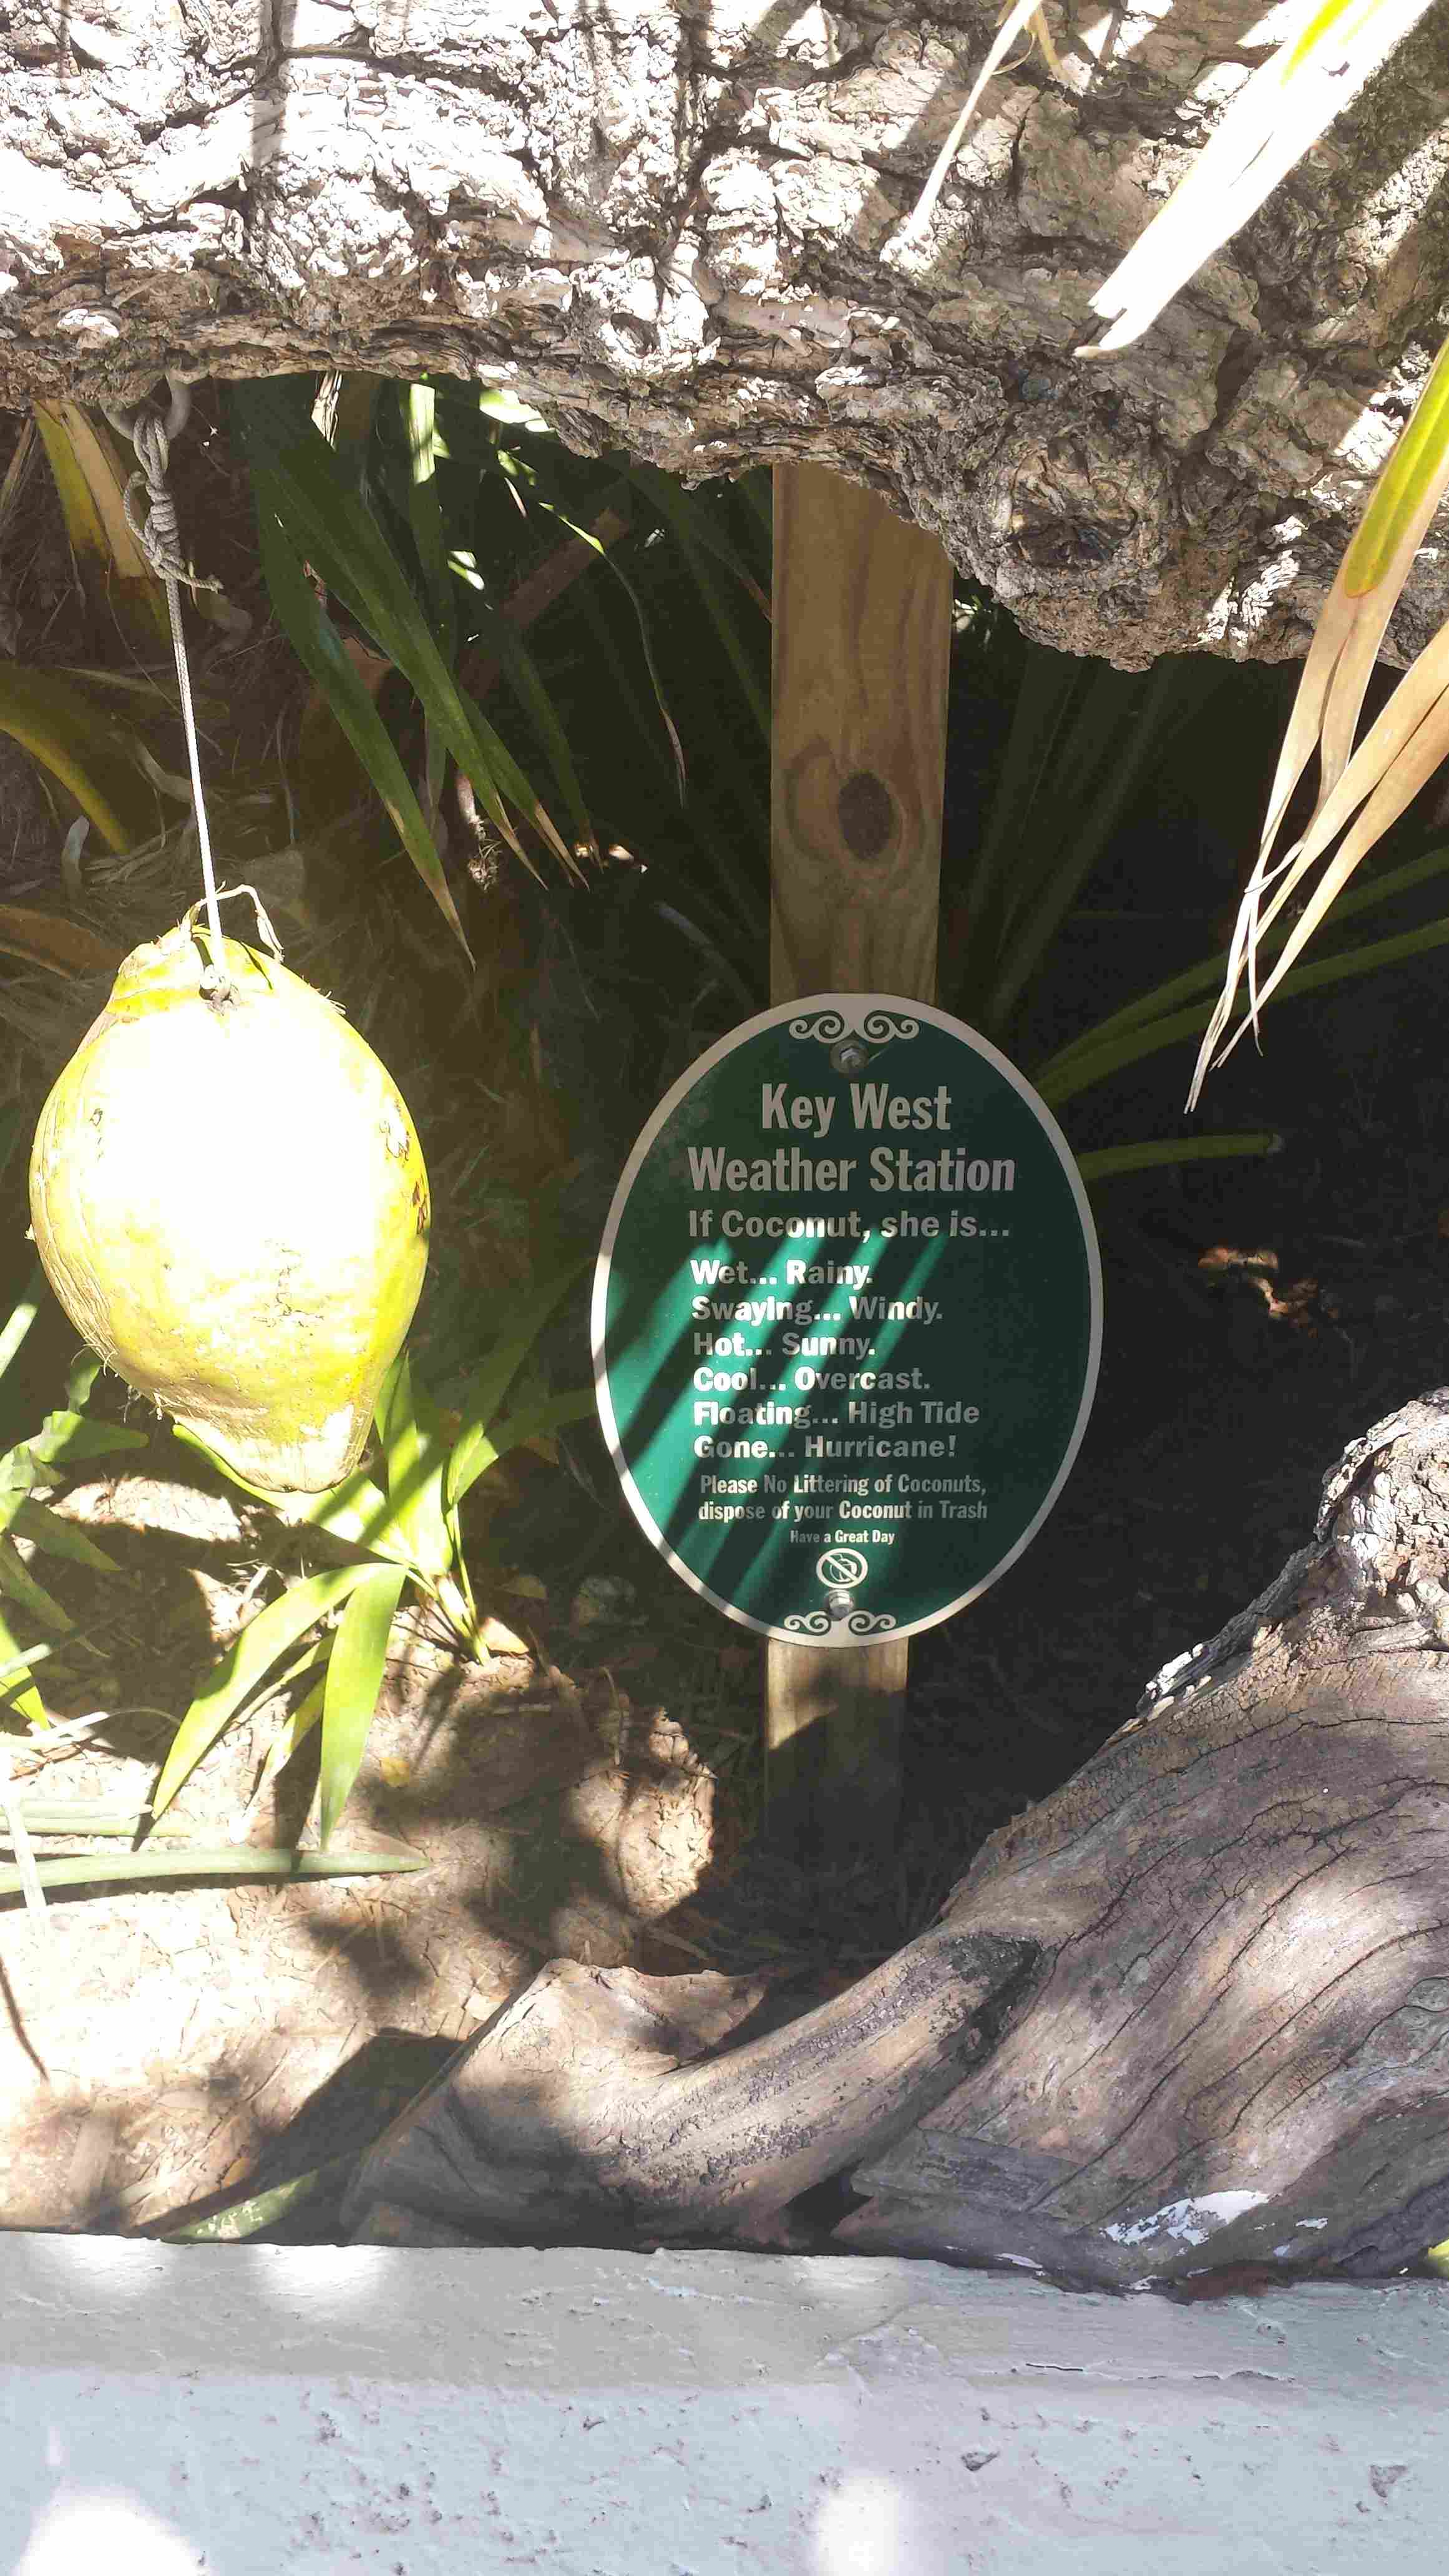 Key West
Weather Station
If Coconut, she is...
Wet... Rainy.
Swaying... Windy.
Hot... Sunny.
Cool... Overcast.
Floating... High Tide
Gone... Hurricane!
Please No Littering of Coconuts,
dispose of your Coconut in Trash
Have a Great Day